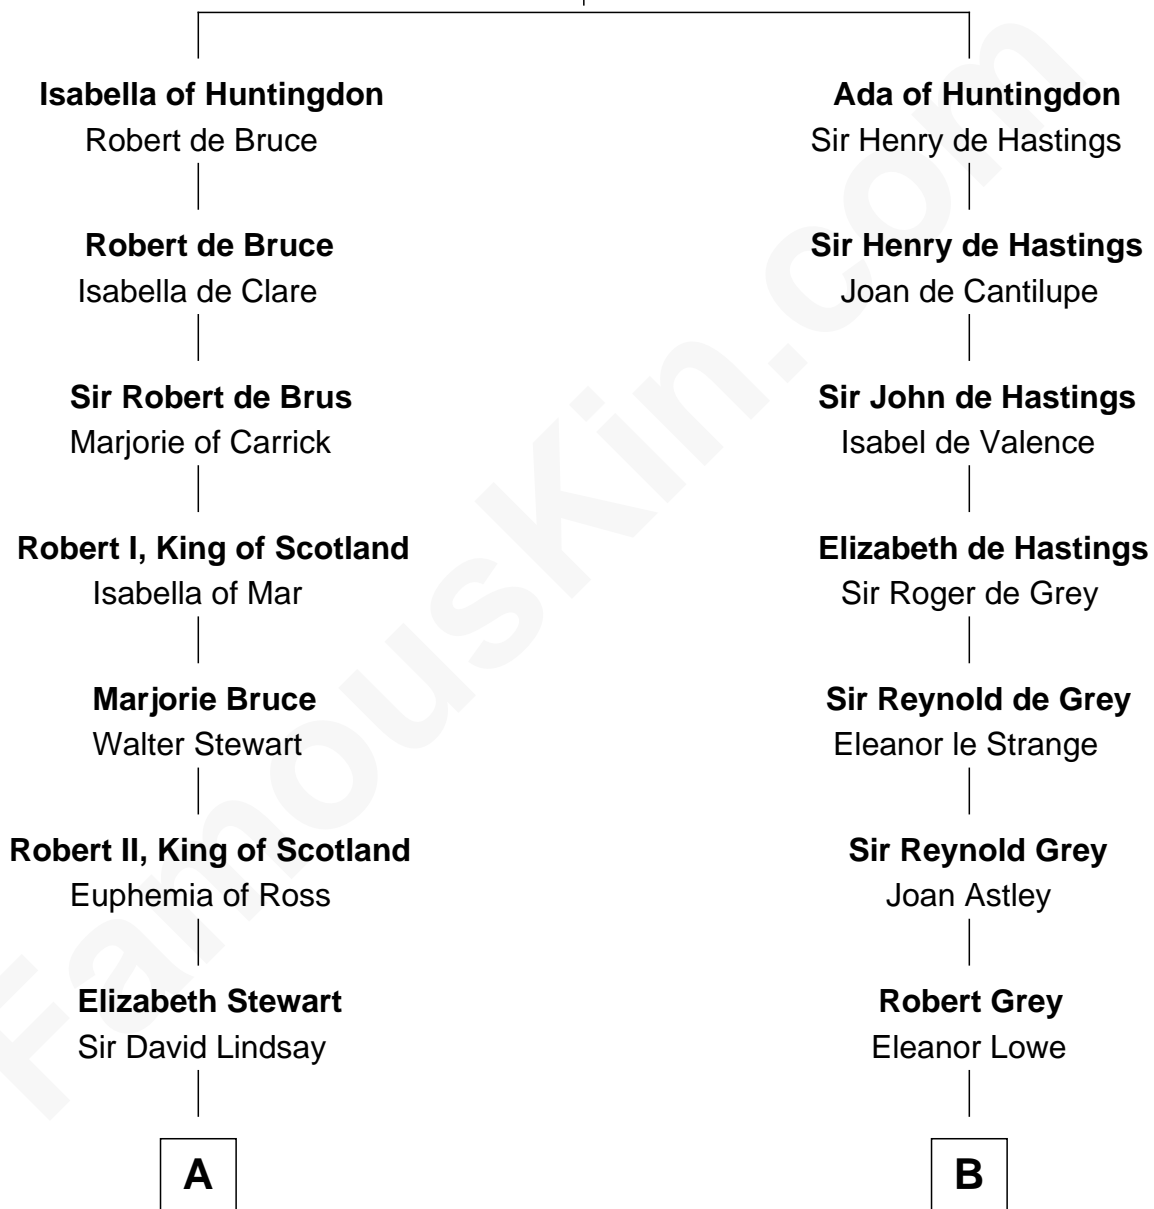 Isabella of Huntingdon
Robert de Bruce
Robert de Bruce
Isabella de Clare
Sir Robert de Brus
Marjorie of Carrick
Robert I, King of Scotland
Isabella of Mar
Marjorie Bruce
Walter Stewart
Robert II, King of Scotland
Euphemia of Ross
Elizabeth Stewart
Sir David Lindsay
A
Ada of Huntingdon
Sir Henry de Hastings
Sir Henry de Hastings
Joan de Cantilupe
Sir John de Hastings
Isabel de Valence
Elizabeth de Hastings
Sir Roger de Grey
Sir Reynold de Grey
Eleanor le Strange
Sir Reynold Grey
Joan Astley
Robert Grey
Eleanor Lowe
B
FamousKin.com